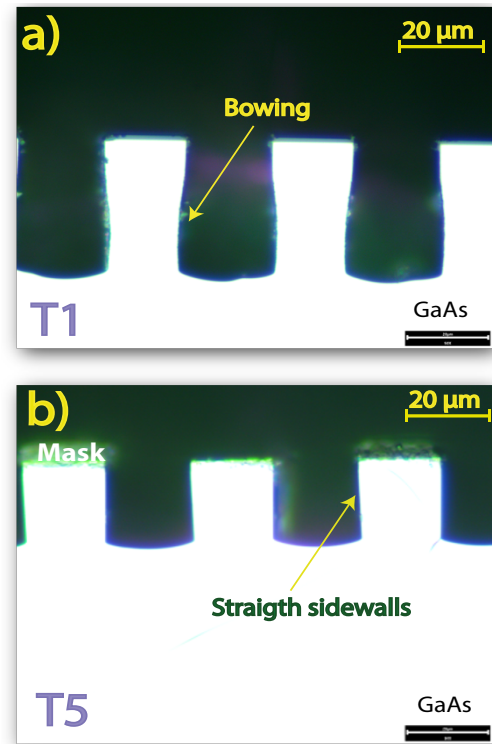 a)
20 µm
Bowing
T1
GaAs
b)
20 µm
Mask
Straigth sidewalls
T5
GaAs